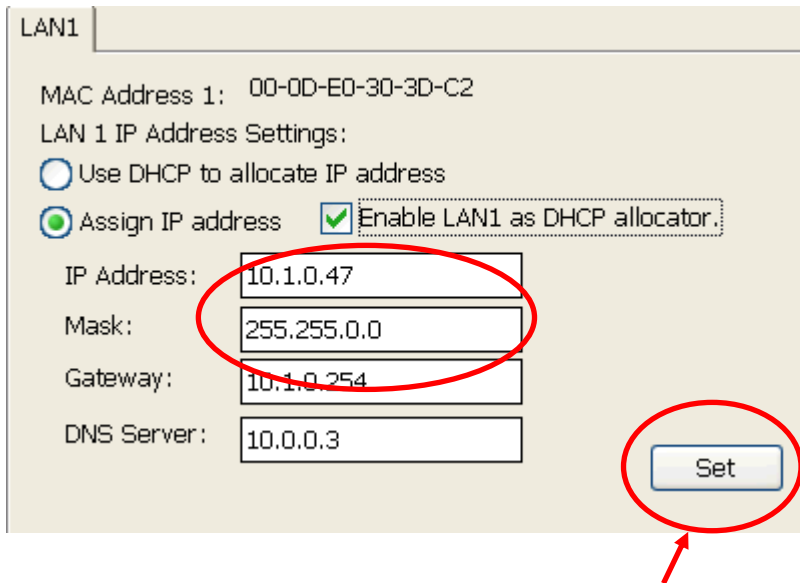 LAN1
MAC Address 1: 00-0D-E0-30-3D-C2
LAN 1 IP Address Settings:
Use DHCP to allocate IP address
Assign IP address Enable LAN1 as DHCP allocator.
IP Address: 10.1.0.47
Mask: 255.255.0.0
Gateway: 10.1.0.254
DNS Server: 10.0.0.3
Set